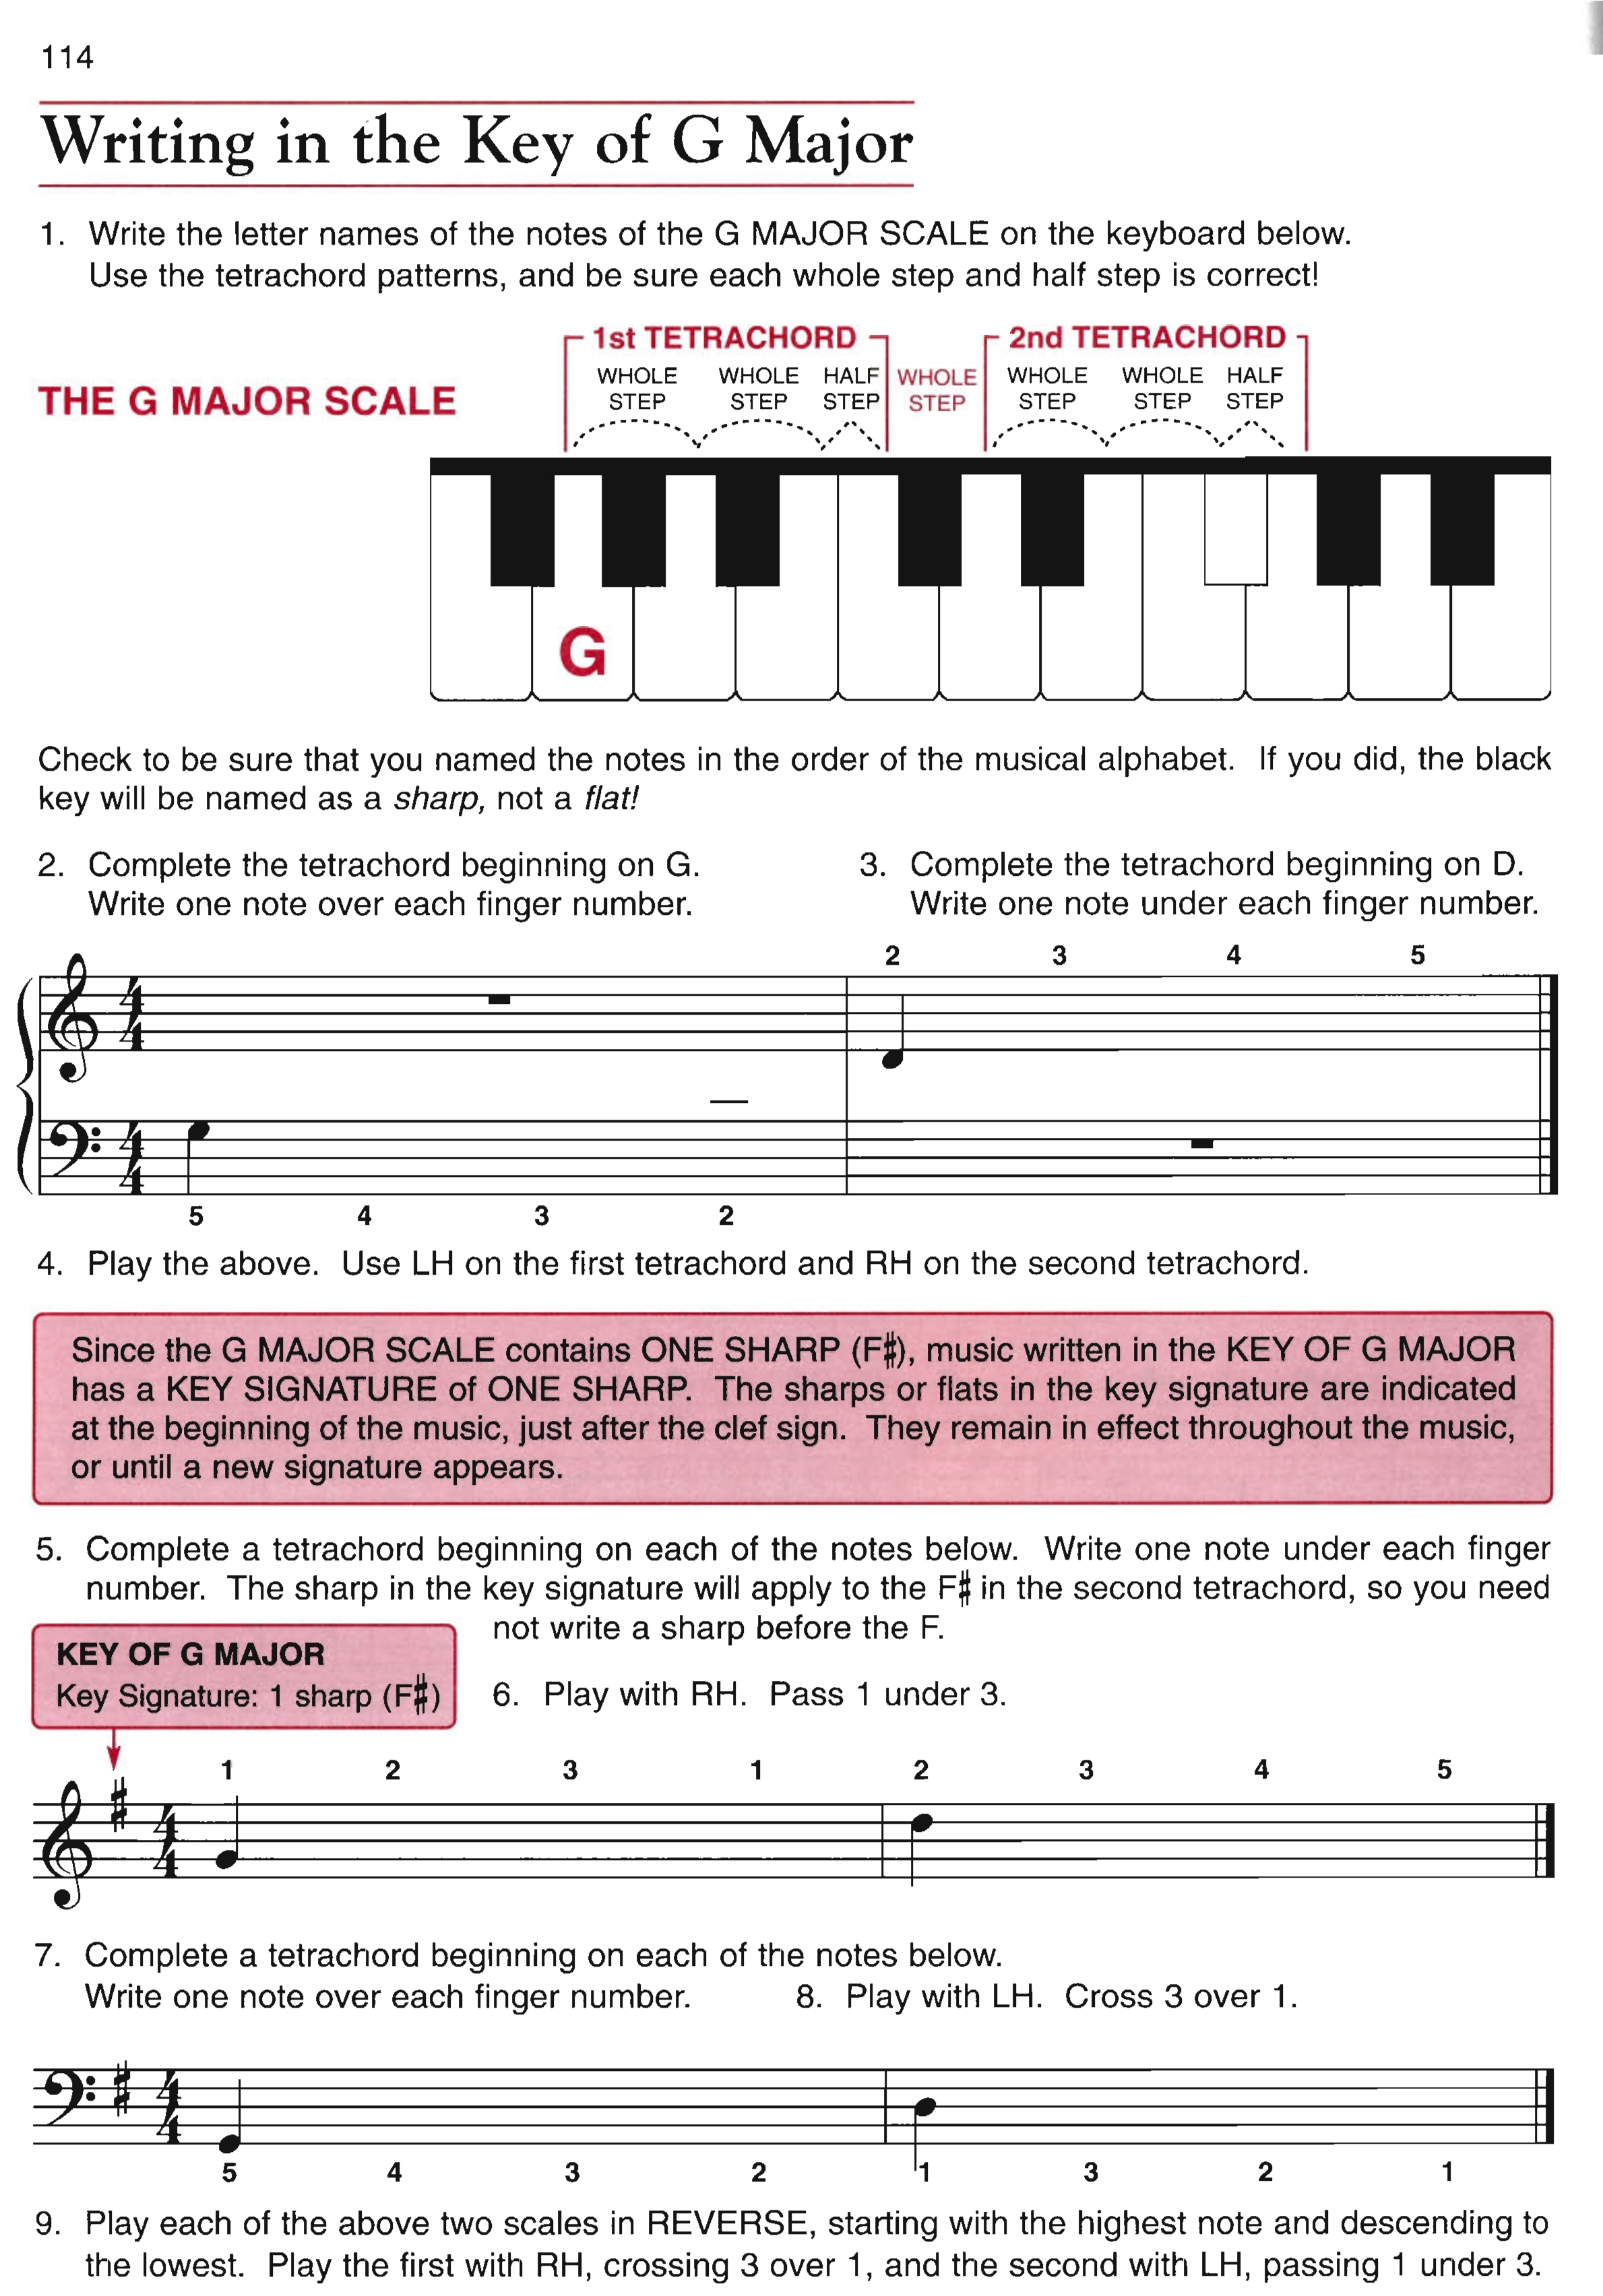 114
Writing in the Key of G Major
1. Write the letter names of the notes of the G MAJOR SCALE on the keyboard below.
Use the tetrachord patterns, and be sure each whole step and half step is correct!
1st TETRACHORD 2nd TETRACHORD
WHOLE WHOLE HALF WHOLE WHOLE WHOLE HALF
STEP STEP STEP STEP STEP STEP STEP
THE G MAJOR SCALE
G
Check to be sure that you named the notes in the order of the musical alphabet. If you did, the black
key will be named as a sharp, not a flat!
2. Complete the tetrachord beginning on G.
Write one note over each finger number.
3. Complete the tetrachord beginning on D.
Write one note under each finger number.
2 3 4 5
4
4
4
4
5 4 3 2
4. Play the above. Use LH on the first tetrachord and RH on the second tetrachord.
Since the G MAJOR SCALE contains ONE SHARP (F♯), music written in the KEY OF G MAJOR
has a KEY SIGNATURE of ONE SHARP. The sharps or flats in the key signature are indicated
at the beginning of the music, just after the clef sign. They remain in effect throughout the music,
or until a new signature appears.
5. Complete a tetrachord beginning on each of the notes below. Write one note under each finger
number. The sharp in the key signature will apply to the F♯ in the second tetrachord, so you need
not write a sharp before the F.
KEY OF G MAJOR
Key Signature: 1 sharp (F♯)
6. Play with RH. Pass 1 under 3.
1 2 3 1 2 3 4 5
4
4
7. Complete a tetrachord beginning on each of the notes below.
Write one note over each finger number.
8. Play with LH. Cross 3 over 1.
4
4
5 4 3 2 1 3 2 1
9. Play each of the above two scales in REVERSE, starting with the highest note and descending to
the lowest. Play the first with RH, crossing 3 over 1, and the second with LH, passing 1 under 3.